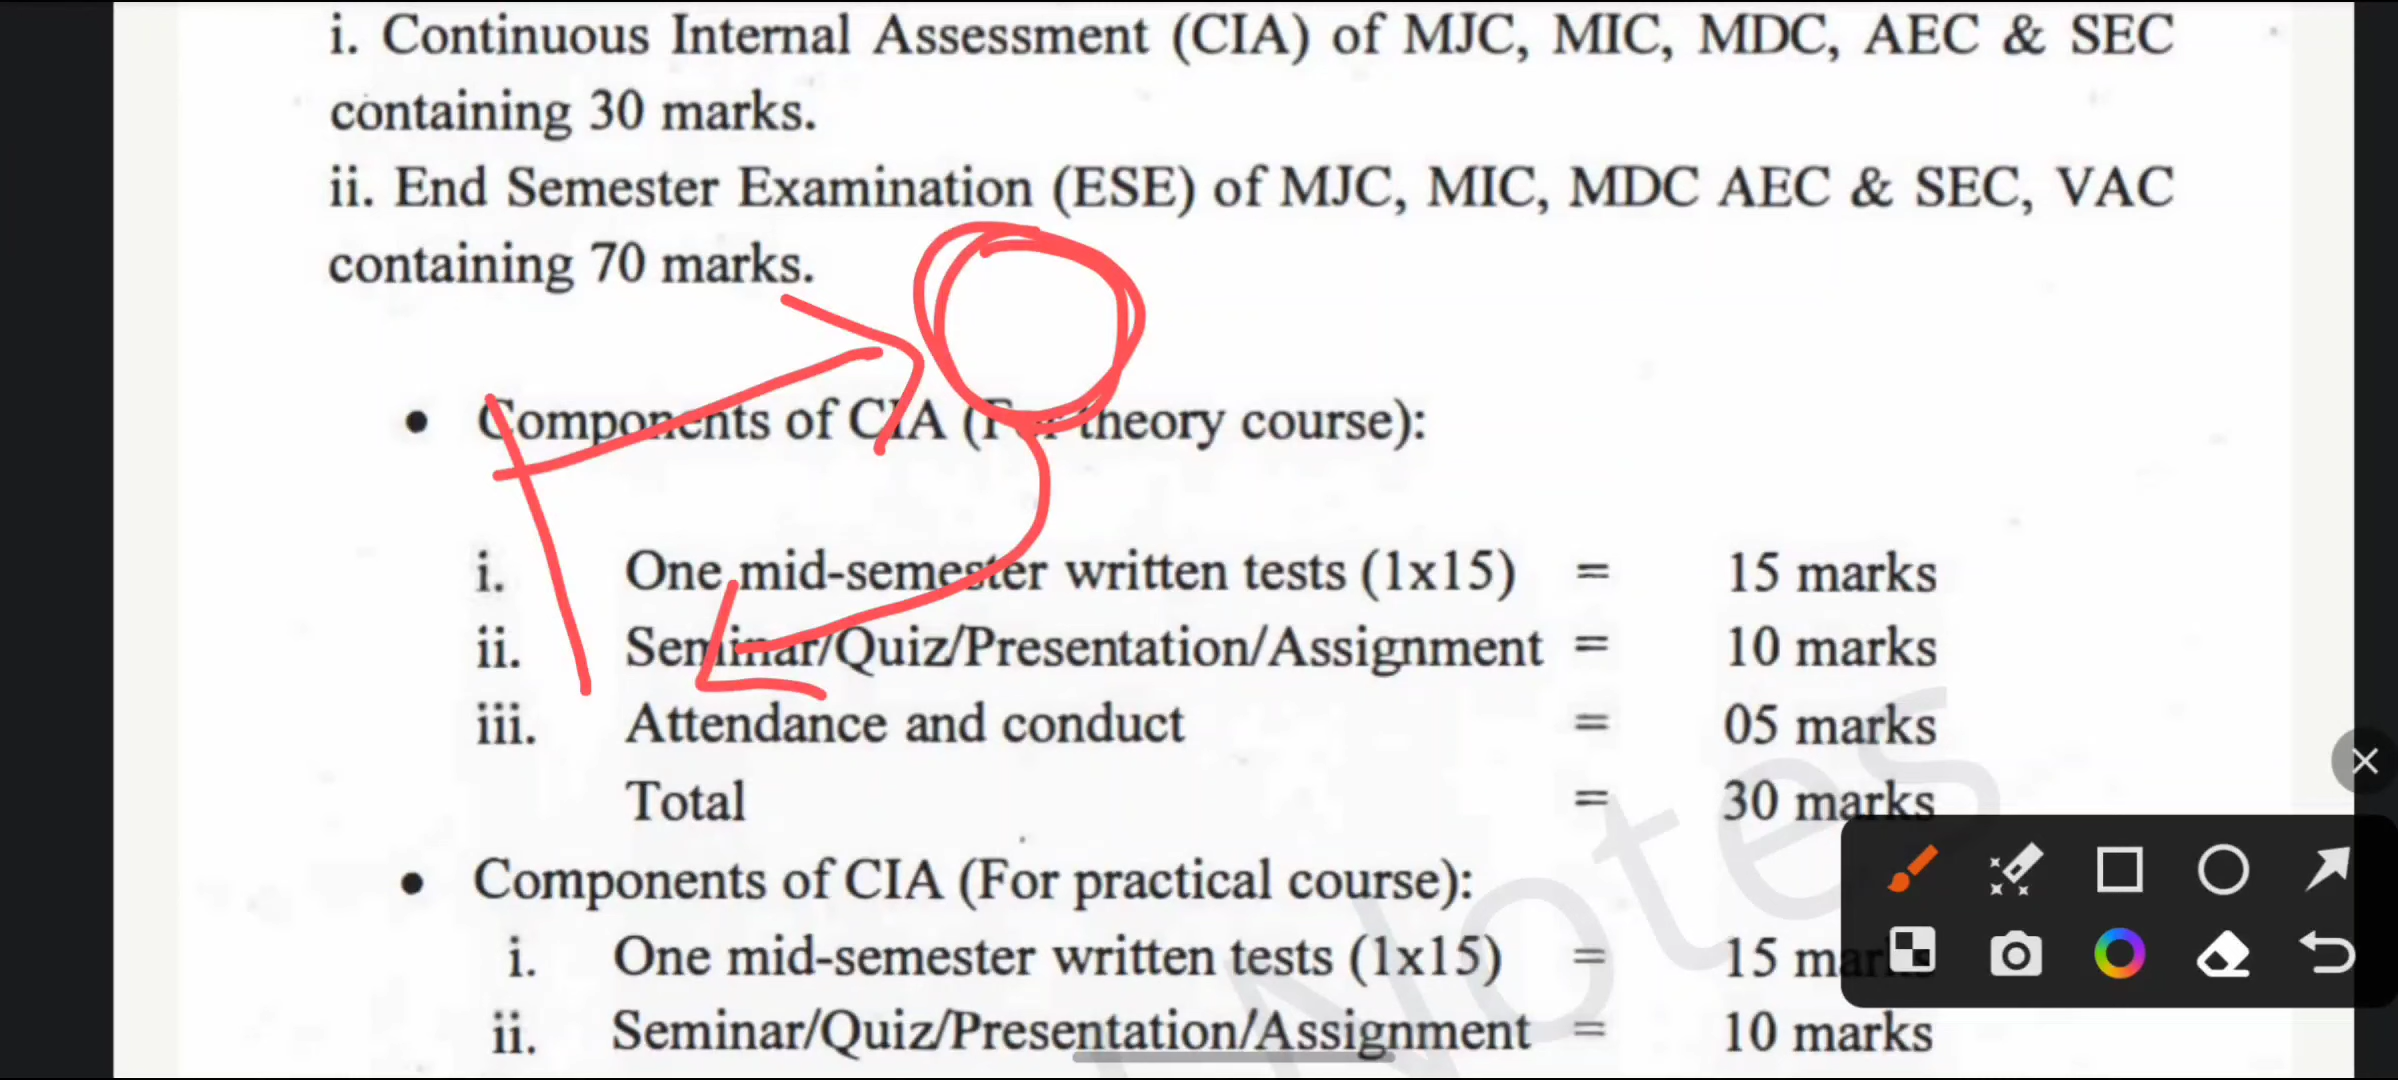 i. Continuous Internal Assessment (CIA) of MJC, MIC, MDC, AEC & SEC
containing 30 marks.
ii. End Semester Examination (ESE) of MJC, MIC, MDC AEC & SEC, VAC
containing 70 marks.
• Components of CIA (For theory course):
i. One mid-semester written tests (1x15) = 15 marks
ii. Seminar/Quiz/Presentation/Assignment = 10 marks
iii. Attendance and conduct = 05 marks
Total = 30 marks
• Components of CIA (For practical course):
i. One mid-semester written tests (1x15) = 15 marks
ii. Seminar/Quiz/Presentation/Assignment = 10 marks
Notes